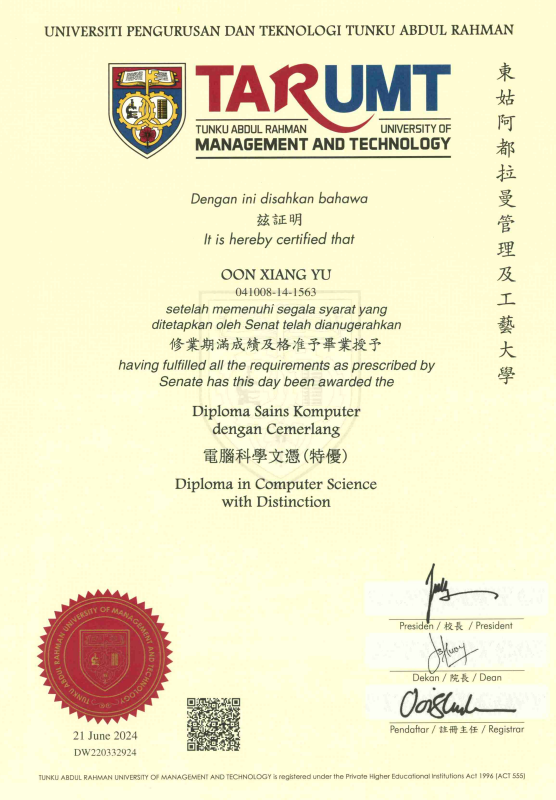 UNIVERSITI PENGURUSAN DAN TEKNOLOGI TUNKU ABDUL RAHMAN
TARUMT
TUNKU ABDUL RAHMAN UNIVERSITY OF
MANAGEMENT AND TECHNOLOGY
東姑阿都拉曼管理及工藝大學
Dengan ini disahkan bahawa
茲証明
It is hereby certified that
OON XIANG YU
041008-14-1563
setelah memenuhi segala syarat yang
ditetapkan oleh Senat telah dianugerahkan
修業期滿成績及格准予畢業授予
having fulfilled all the requirements as prescribed by
Senate has this day been awarded the
Diploma Sains Komputer
dengan Cemerlang
電腦科學文憑(特優)
Diploma in Computer Science
with Distinction
Presiden / 校長 / President
Dekan / 院長 / Dean
Pendaftar / 註冊主任 / Registrar
TUNKU ABDUL RAHMAN UNIVERSITY OF MANAGEMENT AND TECHNOLOGY
21 June 2024
DW220332924
TUNKU ABDUL RAHMAN UNIVERSITY OF MANAGEMENT AND TECHNOLOGY is registered under the Private Higher Educational Institutions Act 1996 (ACT 555)